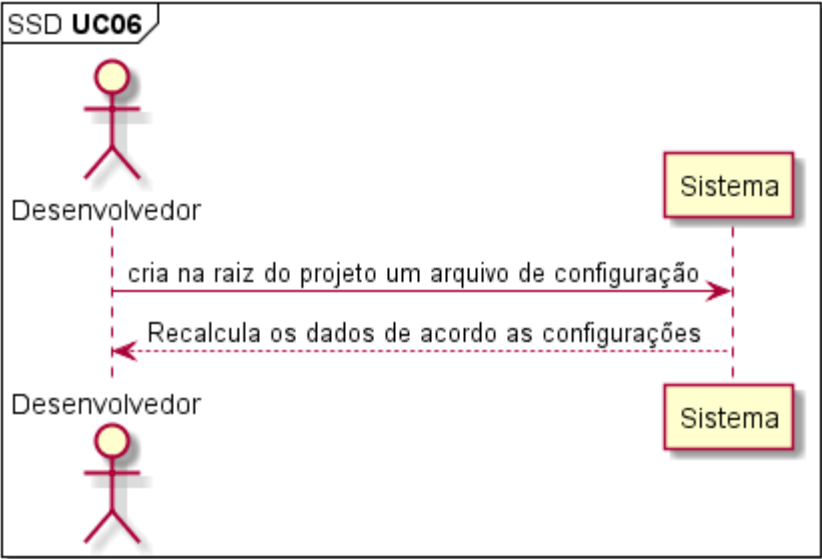 SSD UC06
Desenvolvedor
Sistema
cria na raiz do projeto um arquivo de configuração
Recalcula os dados de acordo as configurações
Desenvolvedor
Sistema